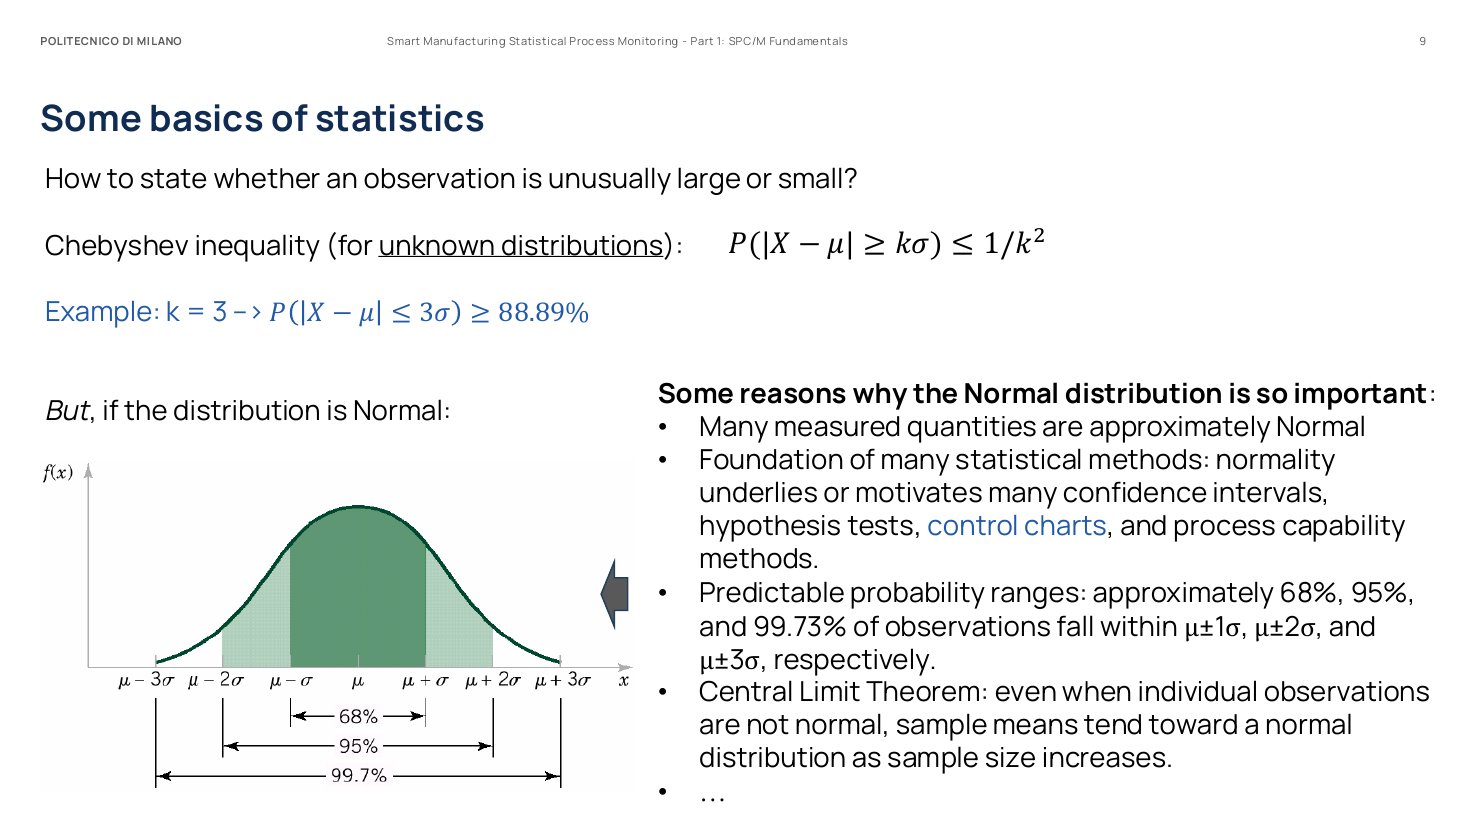 POLITECNICO DI MILANO
Smart Manufacturing Statistical Process Monitoring - Part 1: SPC/M Fundamentals
9
Some basics of statistics
How to state whether an observation is unusually large or small?
Chebyshev inequality (for unknown distributions): P(|X − μ| ≥ kσ) ≤ 1/k²
Example: k = 3 –> P(|X − μ| ≤ 3σ) ≥ 88.89%
But, if the distribution is Normal:
f(x)
μ − 3σ μ − 2σ μ − σ μ μ + σ μ + 2σ μ + 3σ x
68%
95%
99.7%
Some reasons why the Normal distribution is so important:
• Many measured quantities are approximately Normal
• Foundation of many statistical methods: normality
underlies or motivates many confidence intervals,
hypothesis tests, control charts, and process capability
methods.
• Predictable probability ranges: approximately 68%, 95%,
and 99.73% of observations fall within μ±1σ, μ±2σ, and
μ±3σ, respectively.
• Central Limit Theorem: even when individual observations
are not normal, sample means tend toward a normal
distribution as sample size increases.
• …